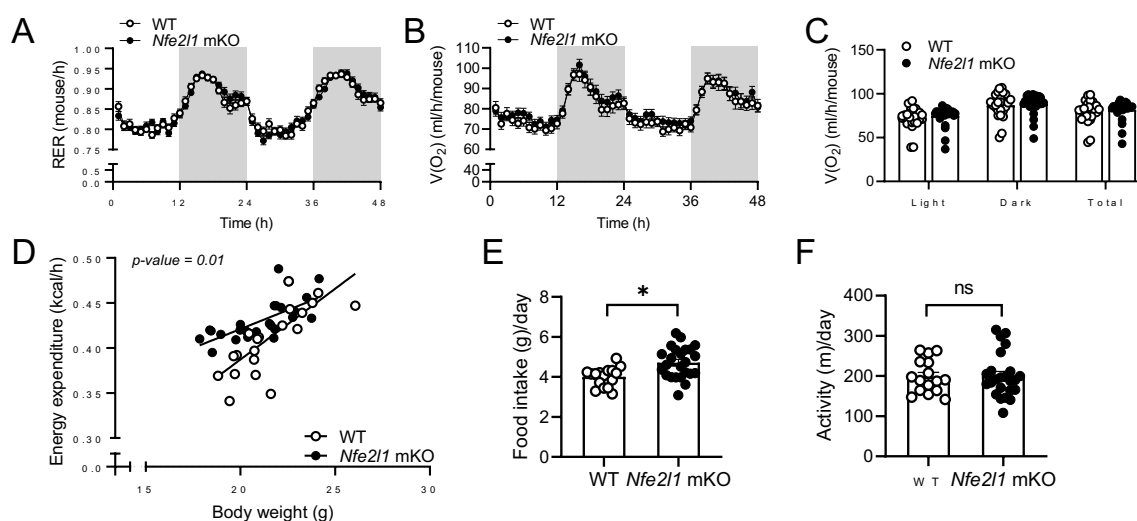 A
WT
Nfe2l1 mKO
RER (mouse/h)
1.00
0.95
0.90
0.85
0.80
0.75
0.5
0.0
0
12
24
36
48
Time (h)
B
WT
Nfe2l1 mKO
V(O2) (ml/h/mouse)
110
100
90
80
70
60
40
0
0
12
24
36
48
Time (h)
C
WT
Nfe2l1 mKO
V(O2) (ml/h/mouse)
150
100
50
0
Light
Dark
Total
D
p-value = 0.01
Energy expenditure (kcal/h)
0.50
0.45
0.40
0.35
0.30
0.0
WT
Nfe2l1 mKO
15
20
25
30
Body weight (g)
E
*
Food intake (g)/day
8
6
4
2
0
WT
Nfe2l1 mKO
F
ns
Activity (m)/day
400
300
200
100
0
WT
Nfe2l1 mKO